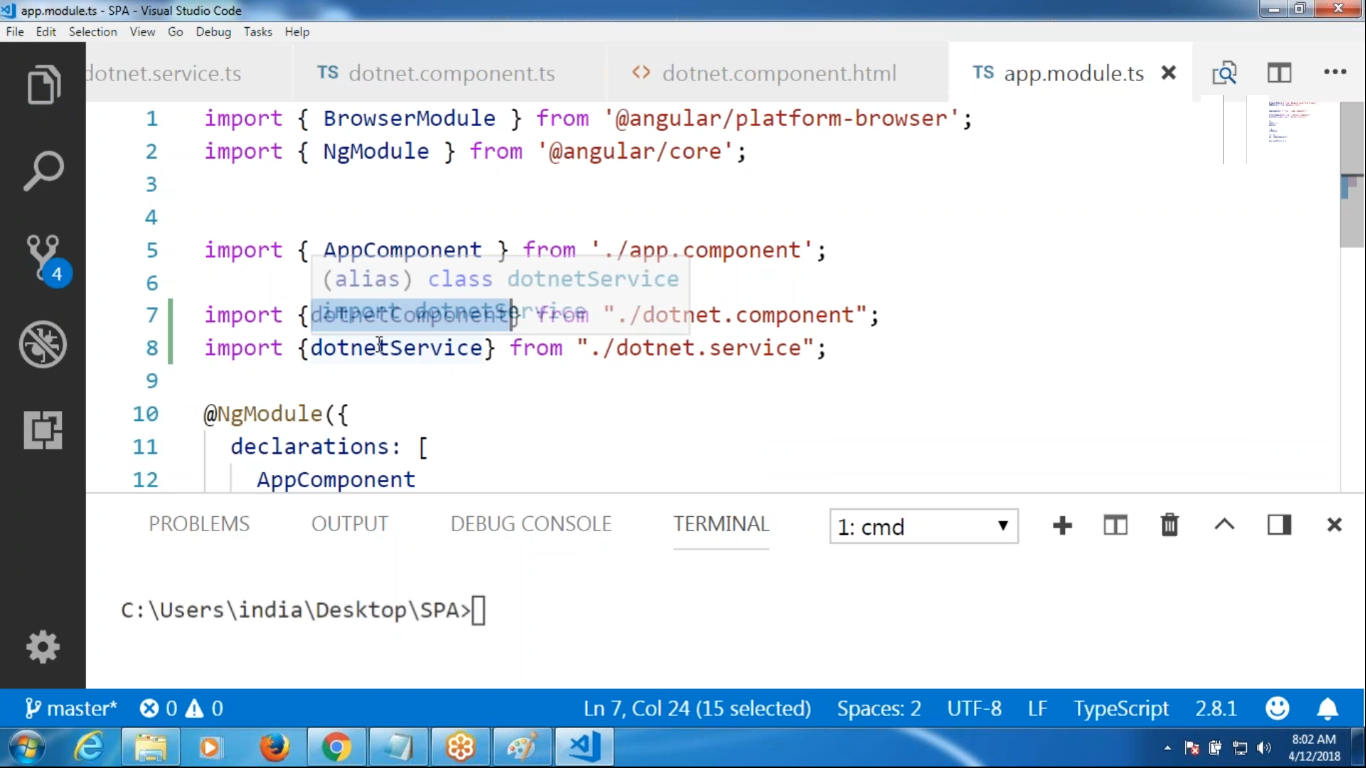 app.module.ts - SPA - Visual Studio Code
File Edit Selection View Go Debug Tasks Help
dotnet.service.ts TS dotnet.component.ts <> dotnet.component.html TS app.module.ts
1 import { BrowserModule } from '@angular/platform-browser';
2 import { NgModule } from '@angular/core';
3
4
5 import { AppComponent } from './app.component';
6
(alias) class dotnetService
import dotnetService
7 import {dotnetComponent} from "./dotnet.component";
8 import {dotnetService} from "./dotnet.service";
9
10 @NgModule({
11 declarations: [
12 AppComponent
4
PROBLEMS OUTPUT DEBUG CONSOLE TERMINAL 1: cmd
C:\Users\india\Desktop\SPA>
master* 0 0 Ln 7, Col 24 (15 selected) Spaces: 2 UTF-8 LF TypeScript 2.8.1
8:02 AM
4/12/2018